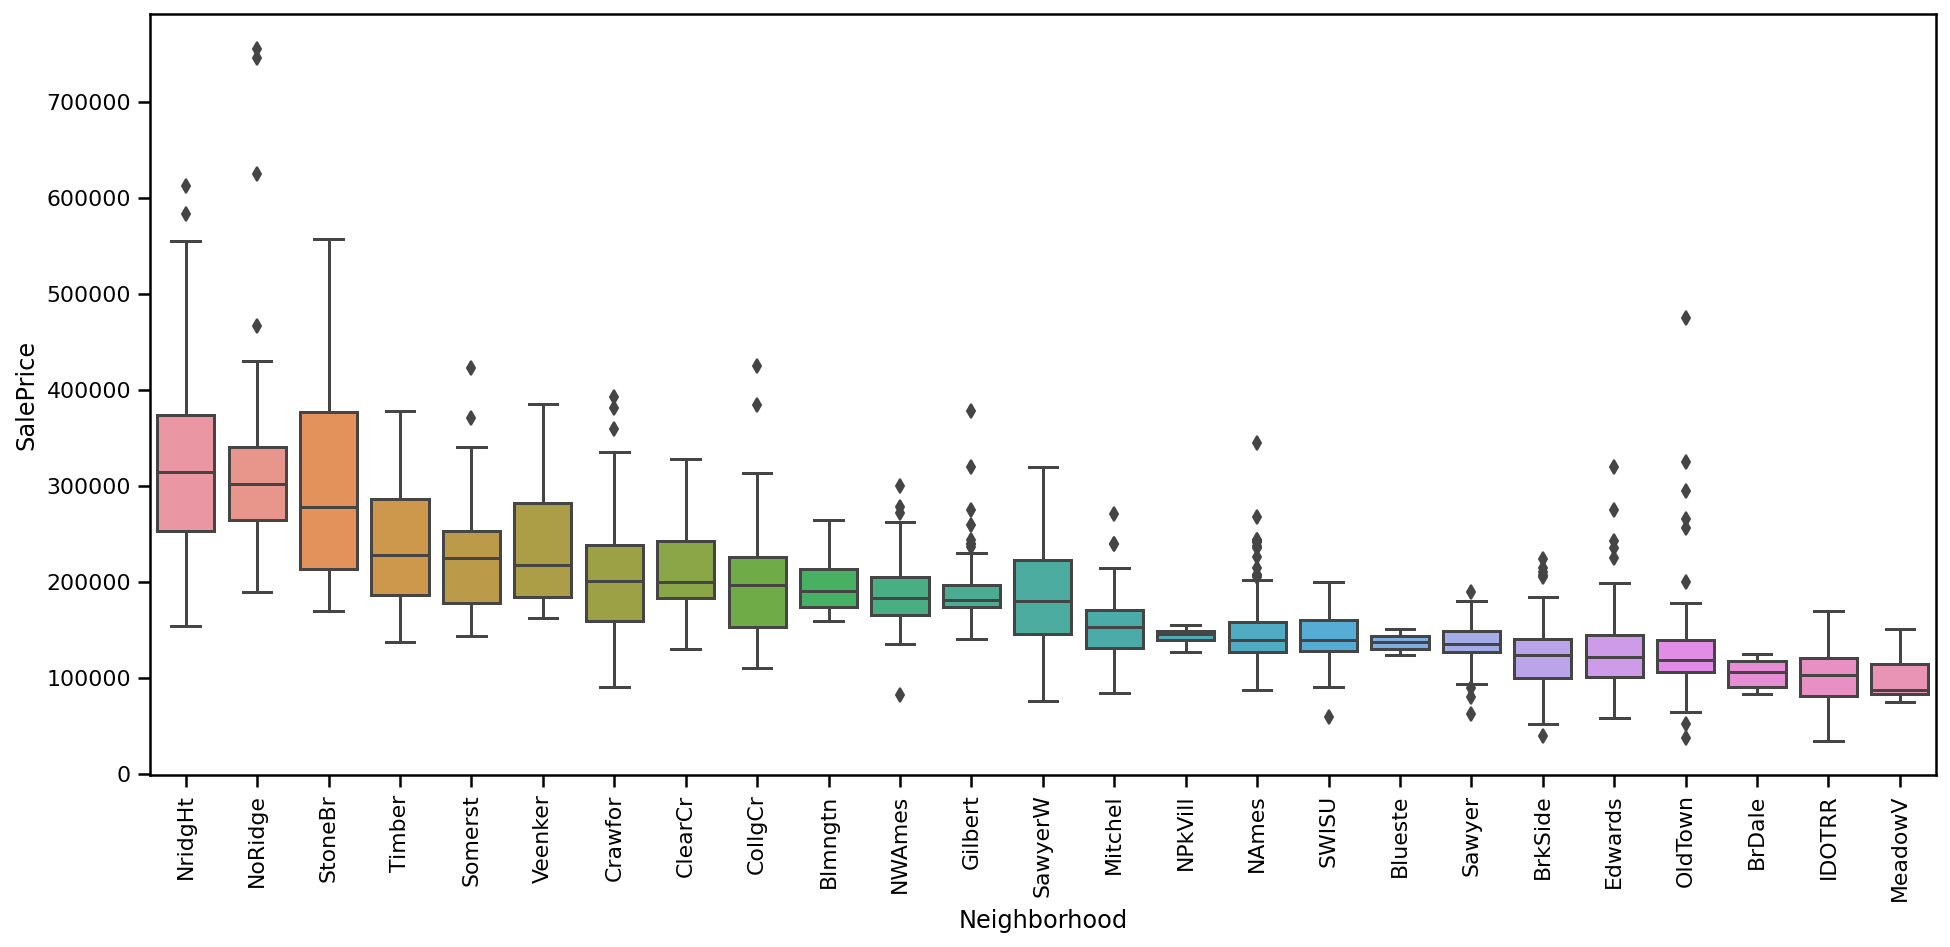 700000
600000
500000
400000
300000
200000
100000
0
SalePrice
NridgHt
NoRidge
StoneBr
Timber
Somerst
Veenker
Crawfor
ClearCr
CollgCr
Blmngtn
NWAmes
Gilbert
SawyerW
Mitchel
NPkVill
NAmes
SWISU
Blueste
Sawyer
BrkSide
Edwards
OldTown
BrDale
IDOTRR
MeadowV
Neighborhood